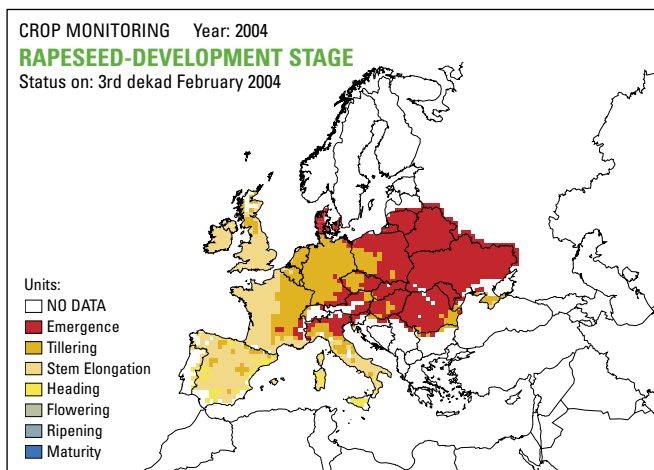 CROP MONITORING Year: 2004
RAPESEED-DEVELOPMENT STAGE
Status on: 3rd dekad February 2004
Units:
NO DATA
Emergence
Tillering
Stem Elongation
Heading
Flowering
Ripening
Maturity